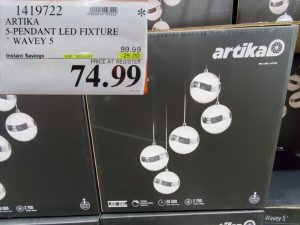 1419722 *
ARTIKA
5-PENDANT LED FIXTURE
` WAVEY 5
99.99
Instant Savings
25.00
PRICE AT REGISTER
74.99
artika
Wavey 5